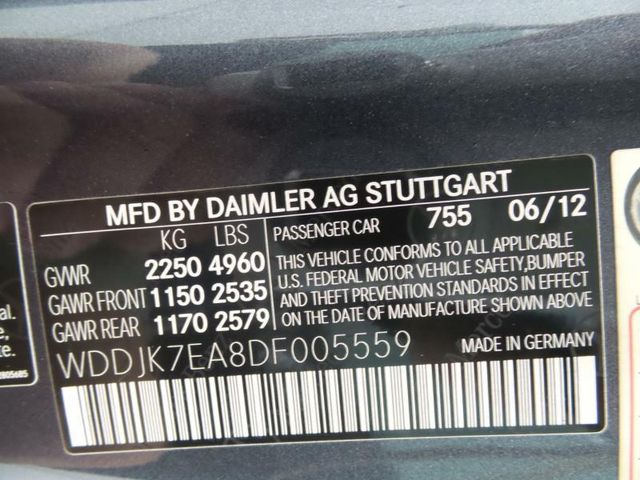 MFD BY DAIMLER AG STUTTGART
KG LBS PASSENGER CAR 755 06/12
GVWR 2250 4960
GAWR FRONT 1150 2535
GAWR REAR 1170 2579
THIS VEHICLE CONFORMS TO ALL APPLICABLE
U.S. FEDERAL MOTOR VEHICLE SAFETY,BUMPER
AND THEFT PREVENTION STANDARDS IN EFFECT
ON THE DATE OF MANUFACTURE SHOWN ABOVE
WDDJK7EA8DF005559 MADE IN GERMANY